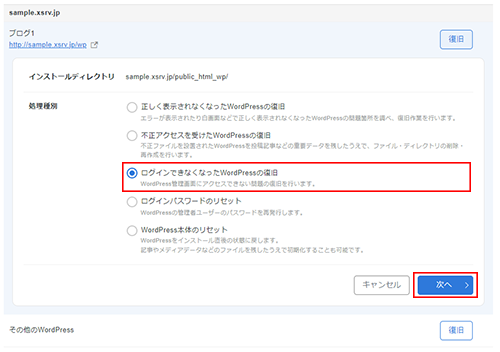 sample.xsrv.jp
ブログ1
http://sample.xsrv.jp/wp
復旧
インストールディレクトリ sample.xsrv.jp/public_html_wp/
処理種別
正しく表示されなくなったWordPressの復旧
エラーが表示されたり白画面などで正しく表示されなくなったWordPressの問題箇所を調べ、復旧作業を行います。
不正アクセスを受けたWordPressの復旧
不正ファイルを設置されたWordPressを投稿記事などの重要データを残したうえで、ファイル・ディレクトリの削除・
再作成を行います。
ログインできなくなったWordPressの復旧
WordPress管理画面にアクセスできない問題の復旧を行います。
ログインパスワードのリセット
WordPressの管理者ユーザーのパスワードを再発行します。
WordPress本体のリセット
WordPressをインストール直後の状態に戻します。
記事やメディアデータなどのファイルを残したうえで初期化することも可能です。
キャンセル
次へ
その他のWordPress
復旧